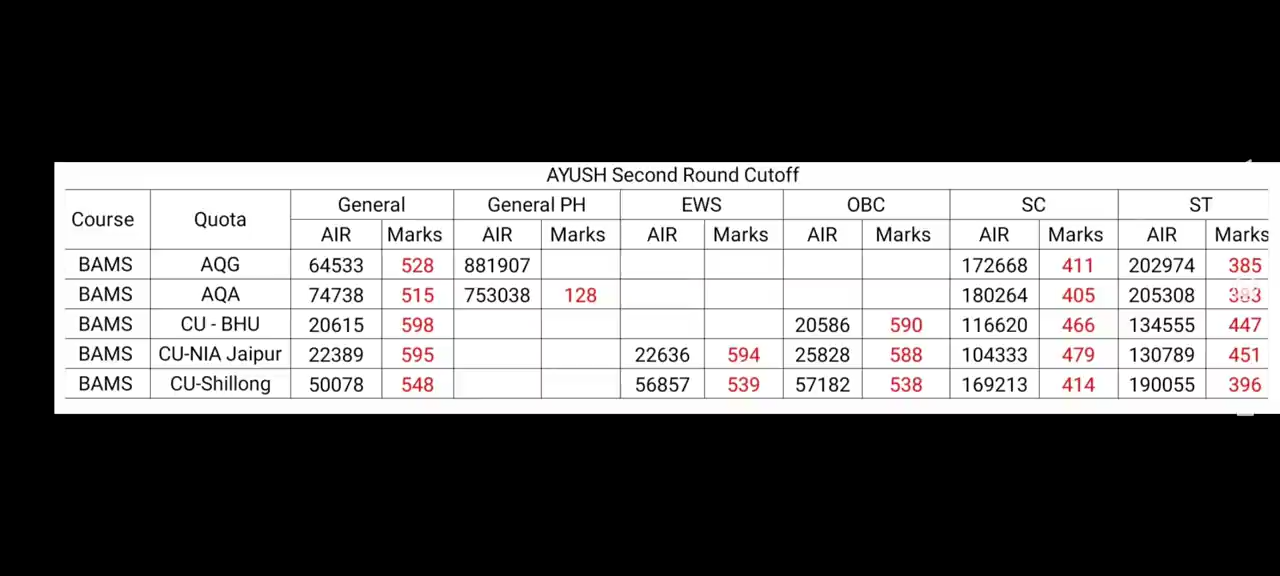 AYUSH Second Round Cutoff
Course Quota General General PH EWS OBC SC ST
AIR Marks AIR Marks AIR Marks AIR Marks AIR Marks AIR Marks
BAMS AQG 64533 528 881907 172668 411 202974 385
BAMS AQA 74738 515 753038 128 180264 405 205308 383
BAMS CU - BHU 20615 598 20586 590 116620 466 134555 447
BAMS CU-NIA Jaipur 22389 595 22636 594 25828 588 104333 479 130789 451
BAMS CU-Shillong 50078 548 56857 539 57182 538 169213 414 190055 396